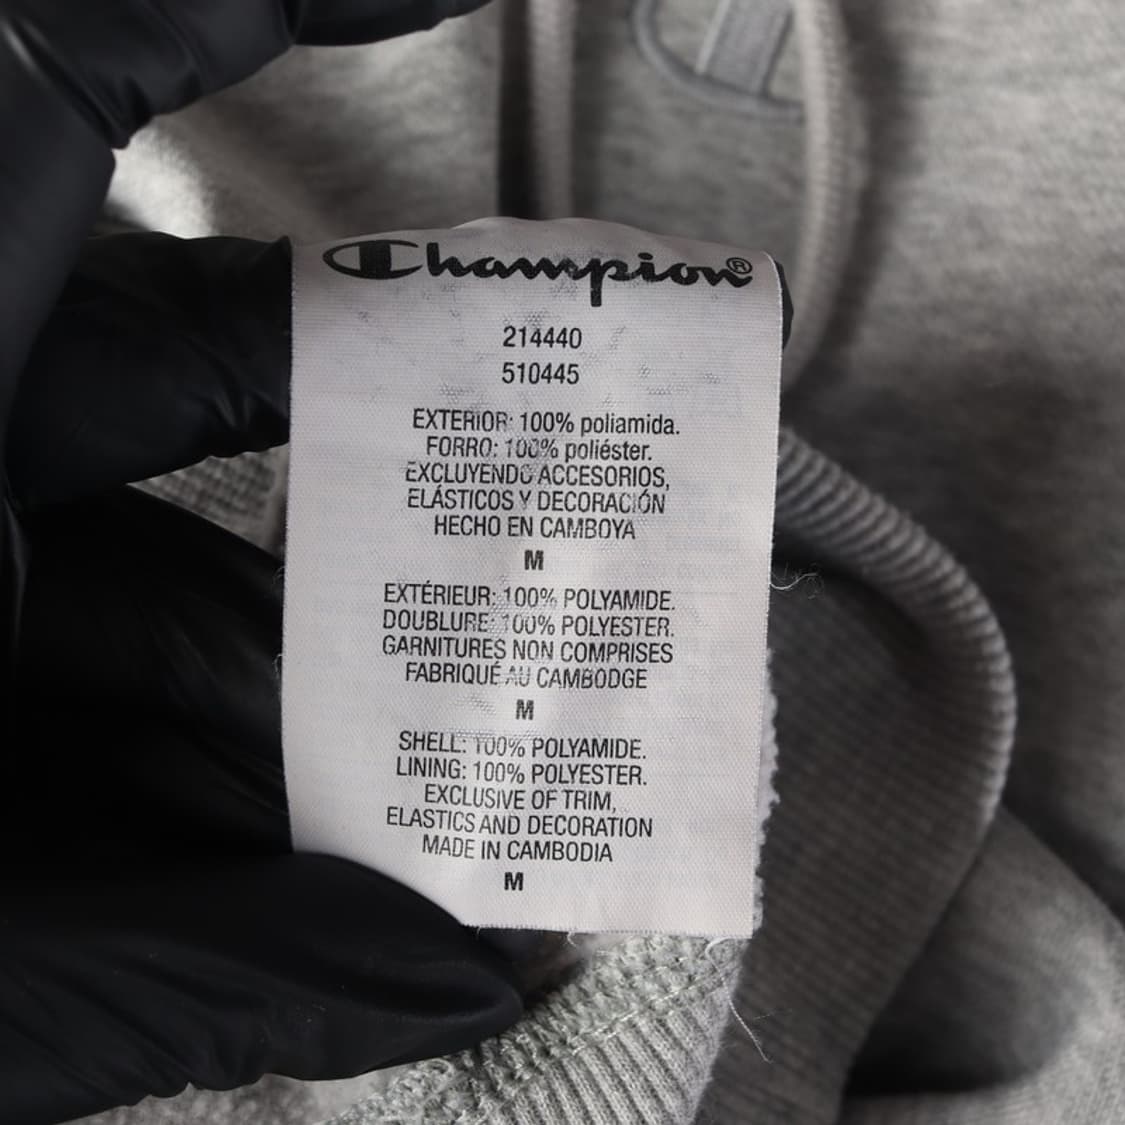 Champion®
214440
510445
EXTERIOR: 100% poliamida.
FORRO: 100% poliéster.
EXCLUYENDO ACCESORIOS,
ELÁSTICOS Y DECORACIÓN
HECHO EN CAMBOYA
M
EXTÉRIEUR: 100% POLYAMIDE.
DOUBLURE: 100% POLYESTER.
GARNITURES NON COMPRISES
FABRIQUÉ AU CAMBODGE
M
SHELL: 100% POLYAMIDE.
LINING: 100% POLYESTER.
EXCLUSIVE OF TRIM,
ELASTICS AND DECORATION
MADE IN CAMBODIA
M